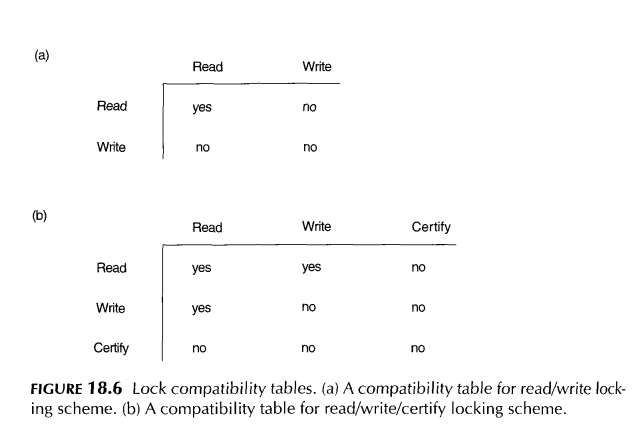 (a)
Read Write
Read yes no
Write no no
(b)
Read Write Certify
Read yes yes no
Write yes no no
Certify no no no
FIGURE 18.6 Lock compatibility tables. (a) A compatibility table for read/write lock-
ing scheme. (b) A compatibility table for read/write/certify locking scheme.